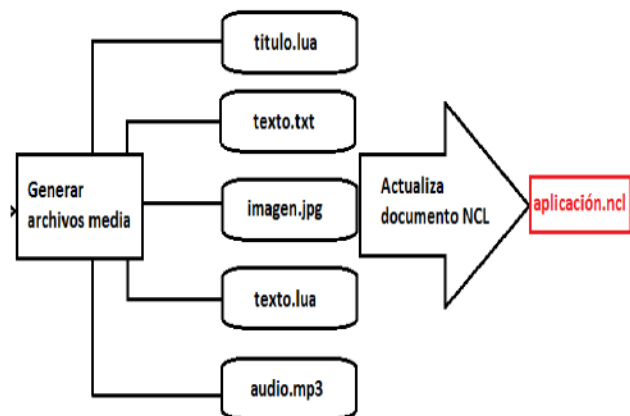 titulo.lua
texto.txt
Generar
archivos media
imagen.jpg
Actualiza
documento NCL
aplicación.ncl
texto.lua
audio.mp3